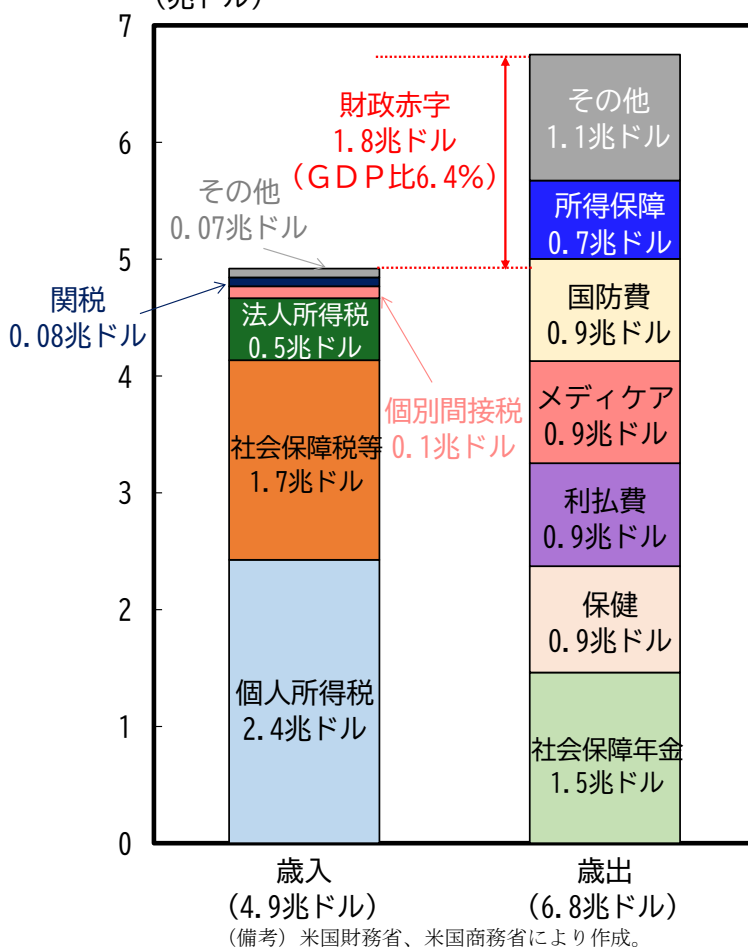 (兆ドル)
7
6
5
4
3
2
1
0
財政赤字
1.8兆ドル
(GDP比6.4%)
その他
0.07兆ドル
関税
0.08兆ドル
法人所得税
0.5兆ドル
個別間接税
0.1兆ドル
社会保障税等
1.7兆ドル
個人所得税
2.4兆ドル
その他
1.1兆ドル
所得保障
0.7兆ドル
国防費
0.9兆ドル
メディケア
0.9兆ドル
利払費
0.9兆ドル
保健
0.9兆ドル
社会保障年金
1.5兆ドル
歳入
(4.9兆ドル)
歳出
(6.8兆ドル)
(備考)米国財務省、米国商務省により作成。